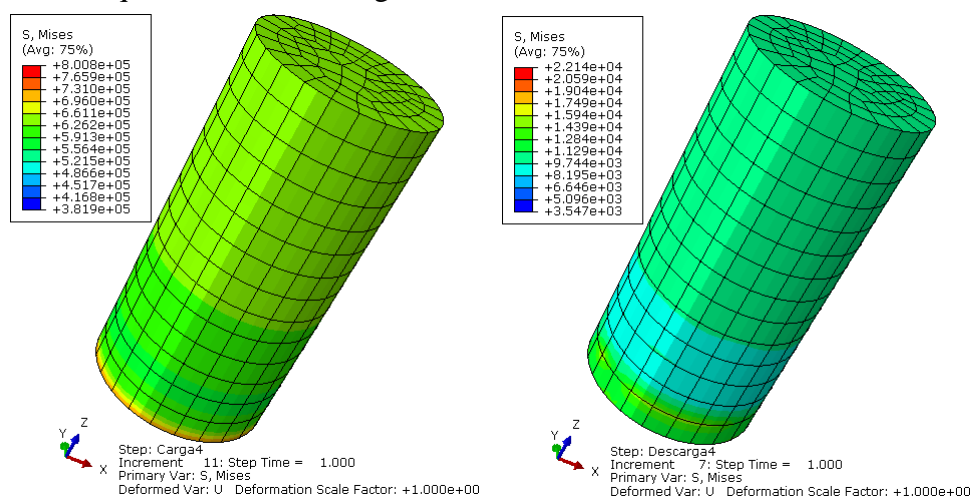 S, Mises
(Avg: 75%)
+8.008e+05
+7.659e+05
+7.310e+05
+6.960e+05
+6.611e+05
+6.262e+05
+5.913e+05
+5.564e+05
+5.215e+05
+4.866e+05
+4.517e+05
+4.168e+05
+3.819e+05
Y
Z
X
Step: Carga4
Increment 11: Step Time = 1.000
Primary Var: S, Mises
Deformed Var: U Deformation Scale Factor: +1.000e+00
S, Mises
(Avg: 75%)
+2.214e+04
+2.059e+04
+1.904e+04
+1.749e+04
+1.594e+04
+1.439e+04
+1.284e+04
+1.129e+04
+9.744e+03
+8.195e+03
+6.646e+03
+5.096e+03
+3.547e+03
Y
Z
X
Step: Descarga4
Increment 7: Step Time = 1.000
Primary Var: S, Mises
Deformed Var: U Deformation Scale Factor: +1.000e+00